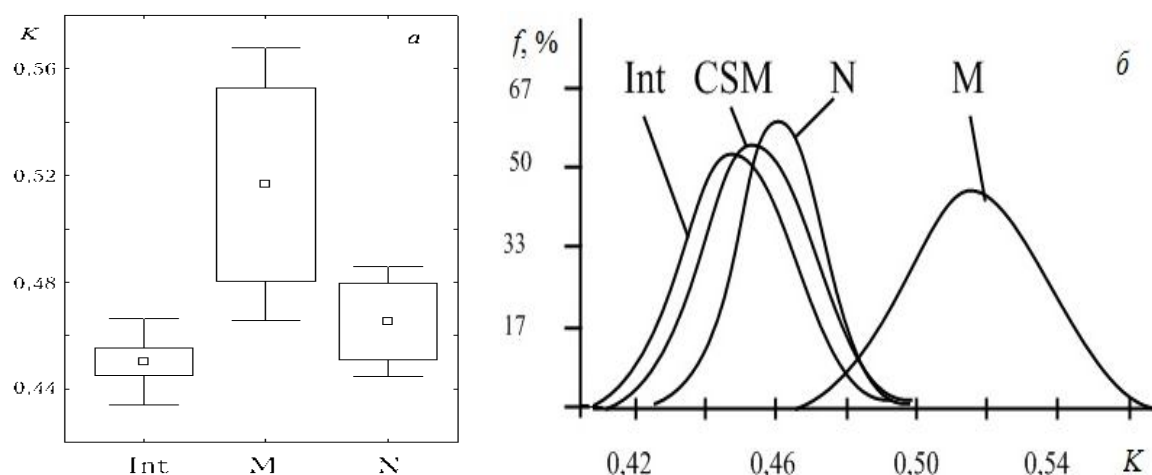 K
a
0,56
0,52
0,48
0,44
Int M N
f, %
б
Int CSM N M
67
50
33
17
0,42 0,46 0,50 0,54 K